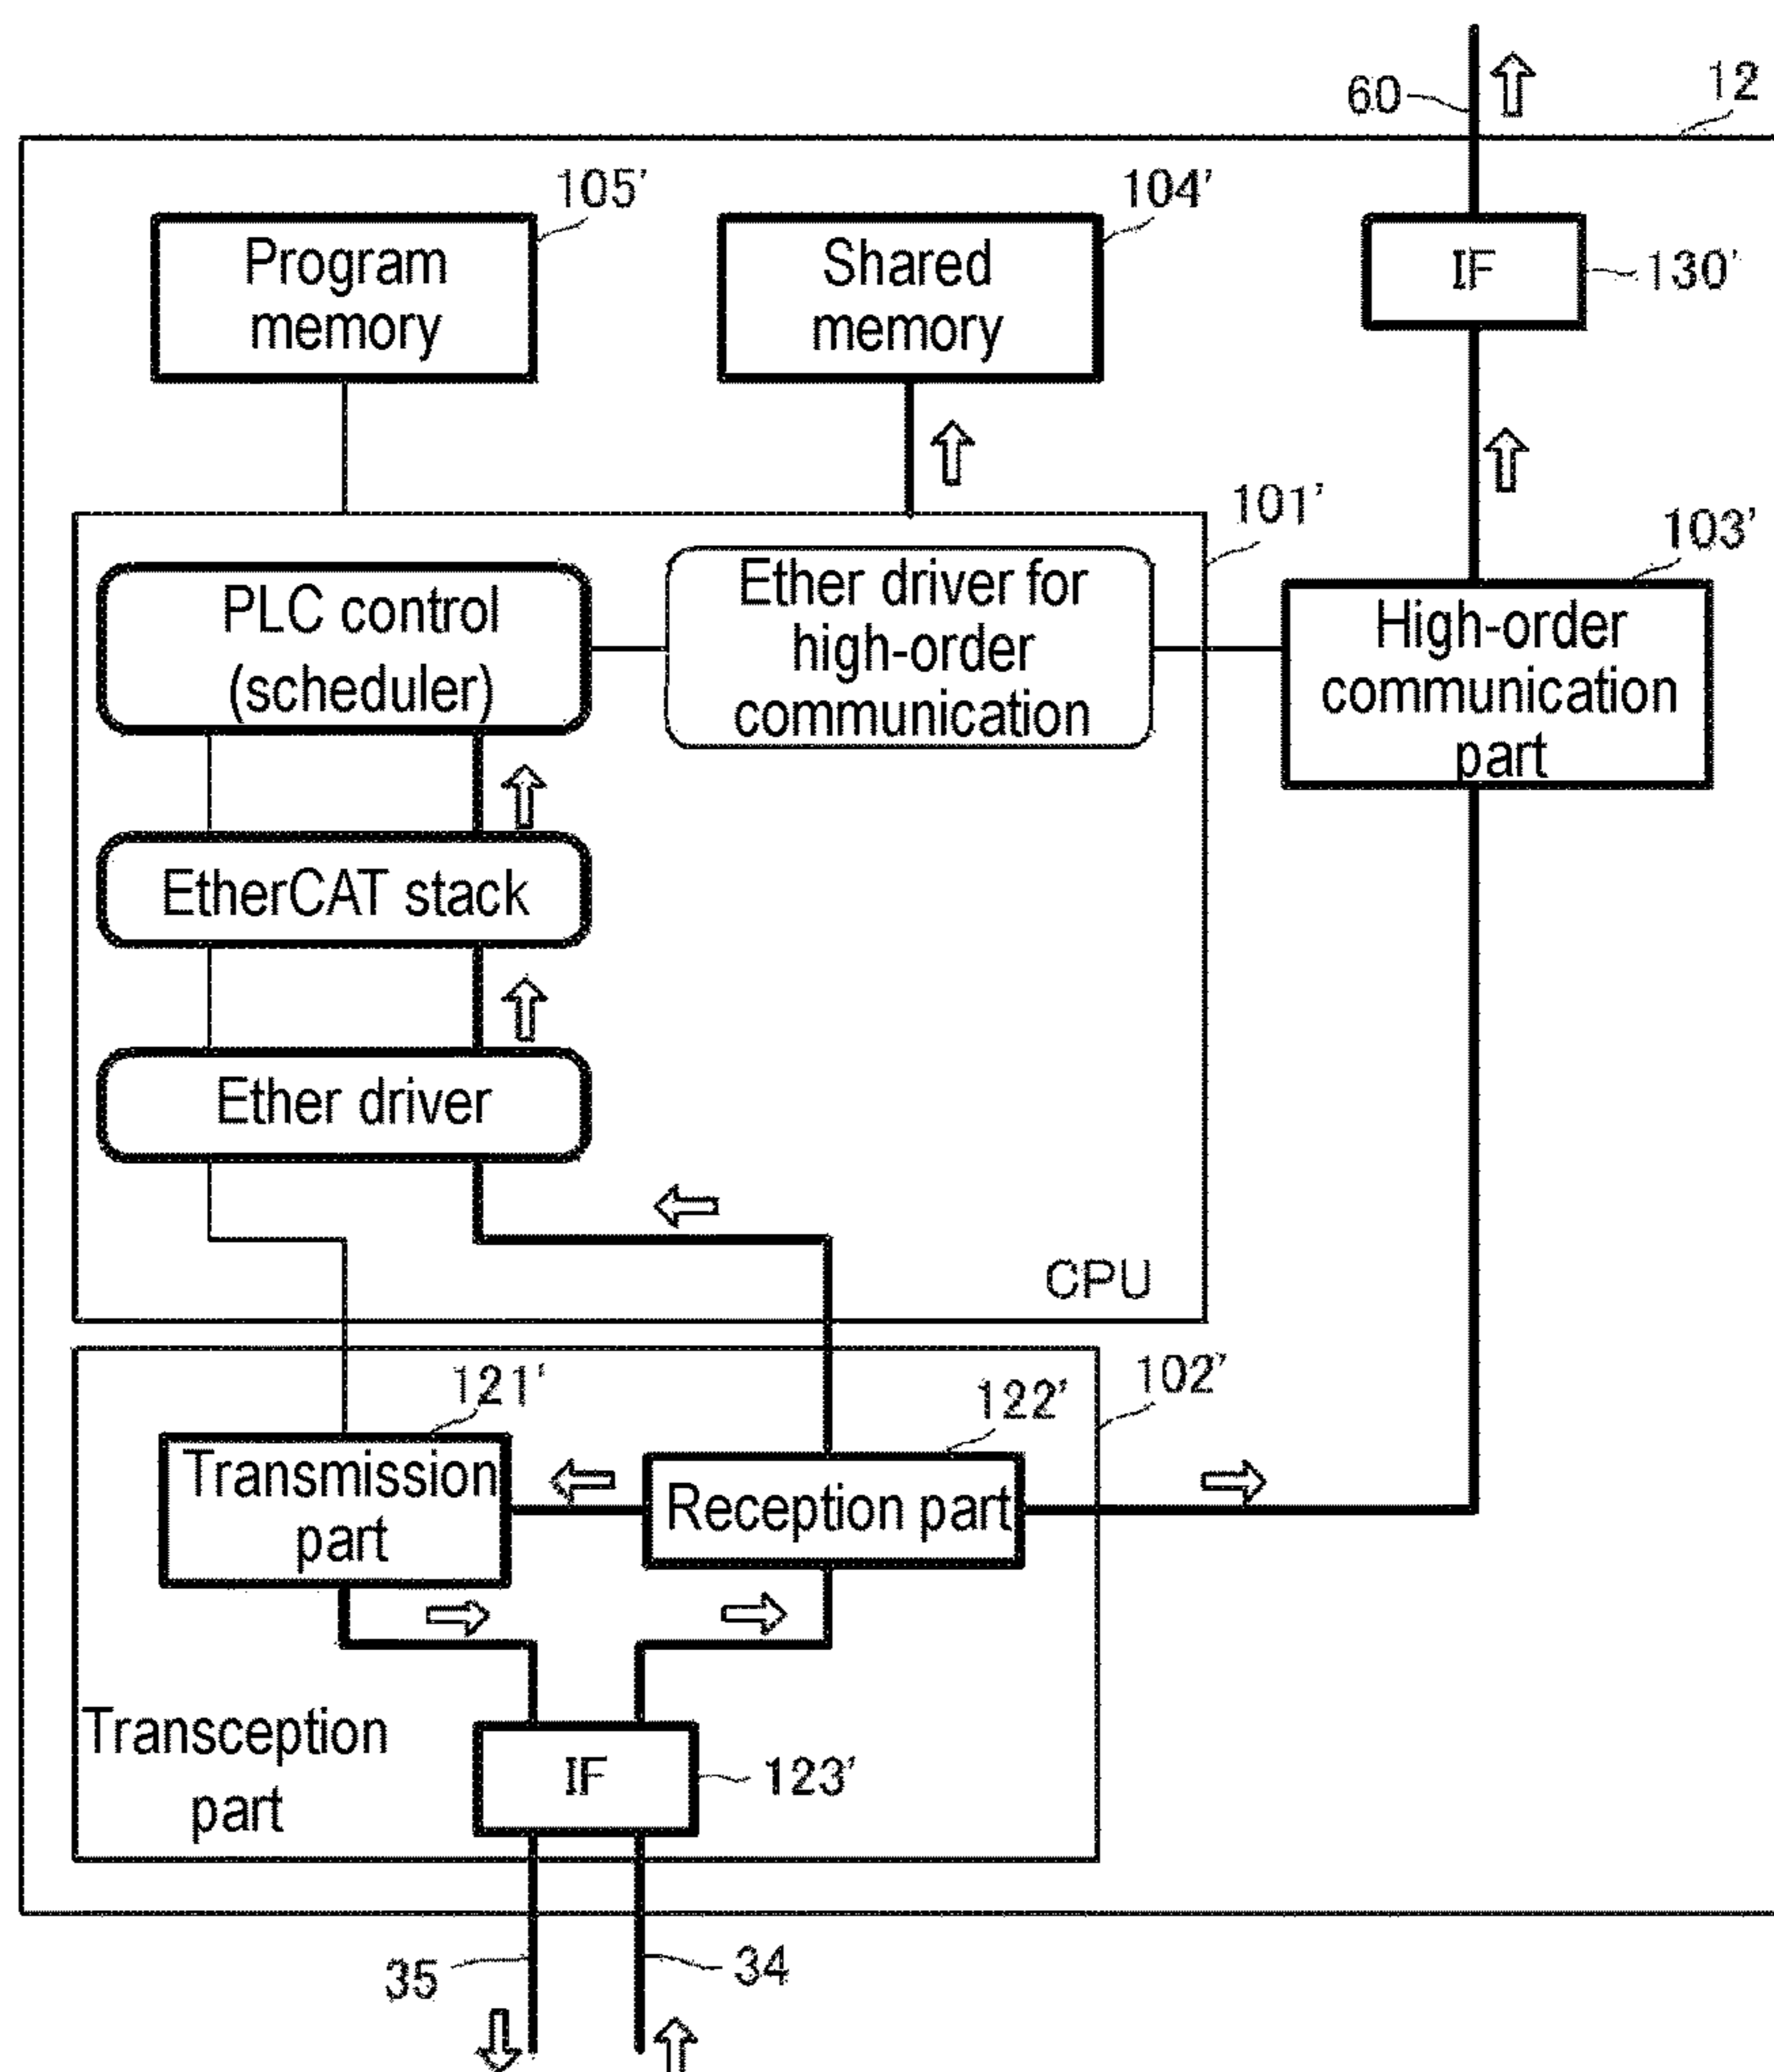 60
12
105'
104'
Program
memory
Shared
memory
IF
130'
101'
103'
PLC control
(scheduler)
Ether driver for
high-order
communication
High-order
communication
part
EtherCAT stack
Ether driver
CPU
121'
122'
102'
Transmission
part
Reception part
Transception
part
IF
123'
35
34